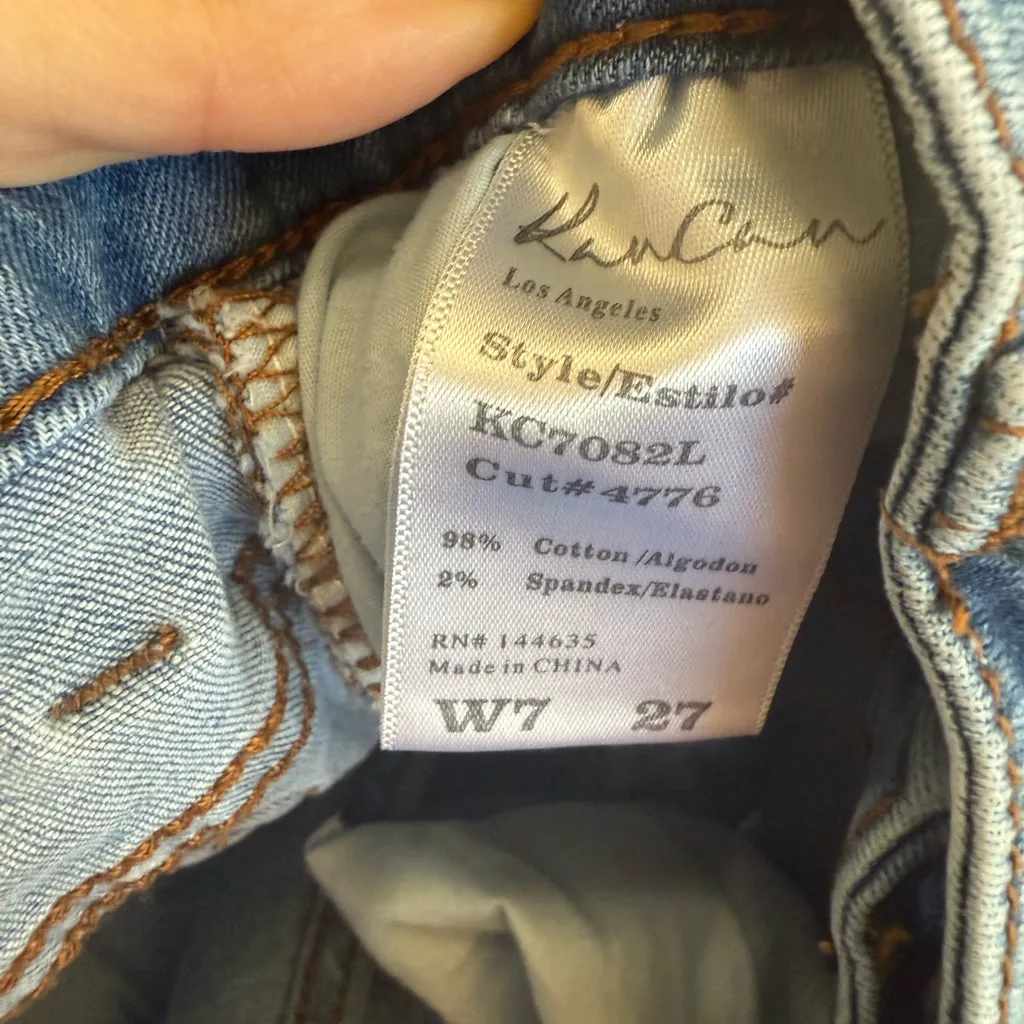 KanCan
Los Angeles
Style/Estilo#
KC7082L
Cut#4776
98% Cotton /Algodon
2% Spandex/Elastano
RN# 144635
Made in CHINA
W7 27